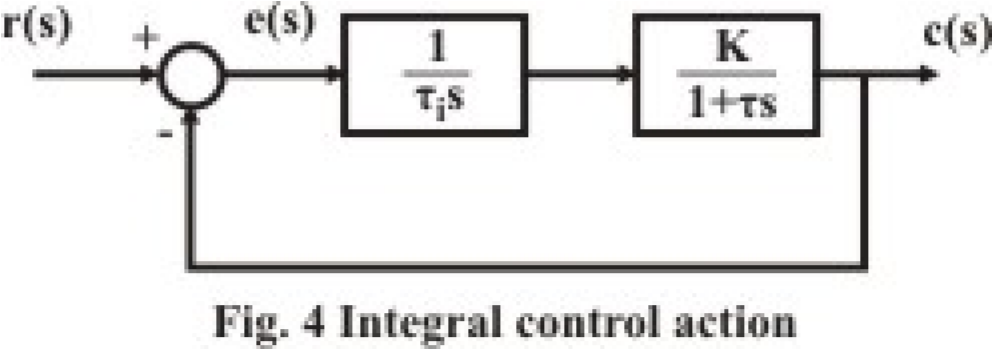 r(s)
+
e(s)
c(s)
1
τᵢs
K
1+τs
-
Fig. 4 Integral control action